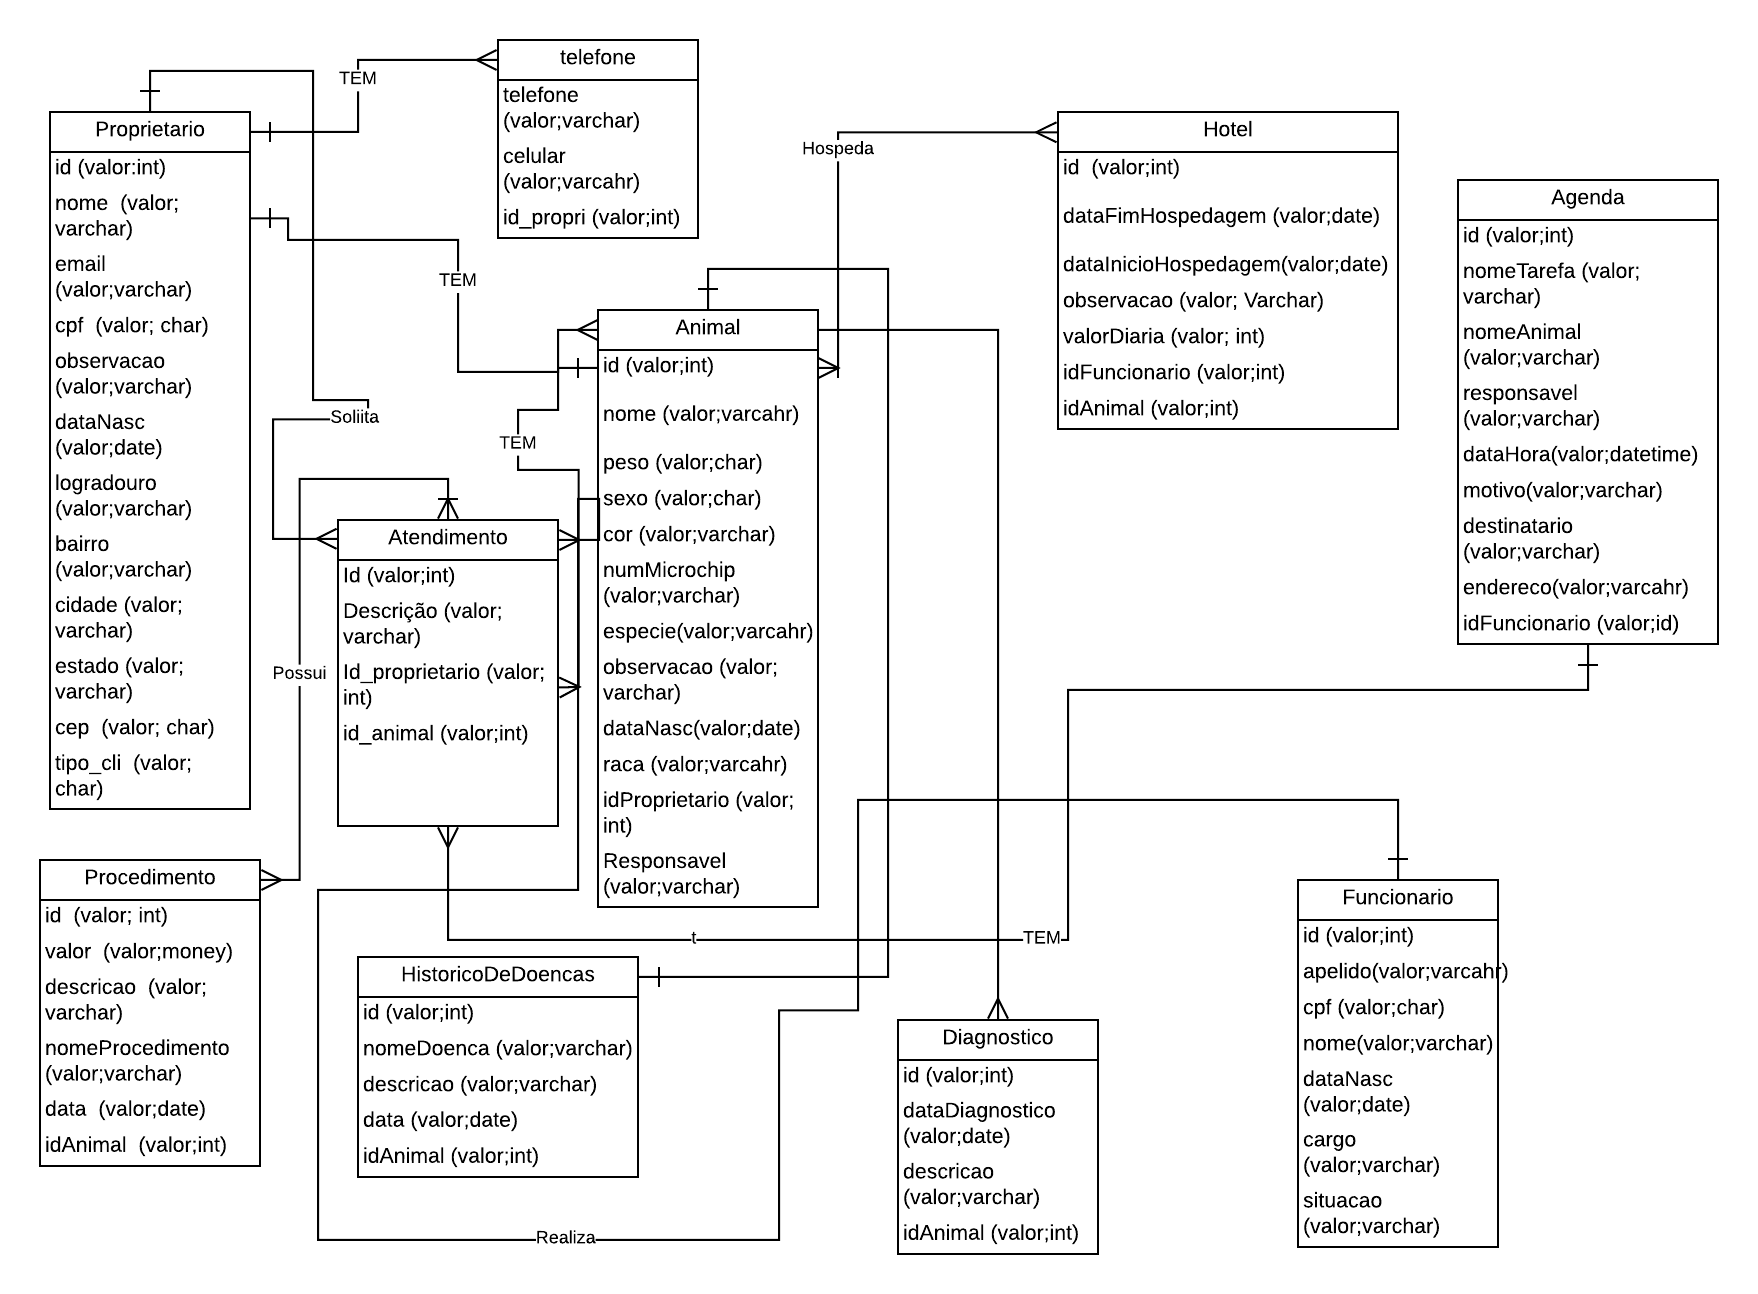 telefone
telefone
(valor;varchar)
celular
(valor;varcahr)
id_propri (valor;int)
TEM
Proprietario
id (valor:int)
nome  (valor;
varchar)
email
(valor;varchar)
cpf  (valor; char)
observacao
(valor;varchar)
dataNasc
(valor;date)
logradouro
(valor;varchar)
bairro
(valor;varchar)
cidade (valor;
varchar)
estado (valor;
varchar)
cep  (valor; char)
tipo_cli  (valor;
char)
TEM
Soliita
TEM
Possui
Hospeda
Hotel
id  (valor;int)
dataFimHospedagem (valor;date)
dataInicioHospedagem(valor;date)
observacao (valor; Varchar)
valorDiaria (valor; int)
idFuncionario (valor;int)
idAnimal (valor;int)
Agenda
id (valor;int)
nomeTarefa (valor;
varchar)
nomeAnimal
(valor;varchar)
responsavel
(valor;varchar)
dataHora(valor;datetime)
motivo(valor;varchar)
destinatario
(valor;varchar)
endereco(valor;varcahr)
idFuncionario (valor;id)
Animal
id (valor;int)
nome (valor;varcahr)
peso (valor;char)
sexo (valor;char)
cor (valor;varchar)
numMicrochip
(valor;varchar)
especie(valor;varcahr)
observacao (valor;
varchar)
dataNasc(valor;date)
raca (valor;varcahr)
idProprietario (valor;
int)
Responsavel
(valor;varchar)
Atendimento
Id (valor;int)
Descrição (valor;
varchar)
Id_proprietario (valor;
int)
id_animal (valor;int)
Procedimento
id  (valor; int)
valor  (valor;money)
descricao  (valor;
varchar)
nomeProcedimento
(valor;varchar)
data  (valor;date)
idAnimal  (valor;int)
t
TEM
HistoricoDeDoencas
id (valor;int)
nomeDoenca (valor;varchar)
descricao (valor;varchar)
data (valor;date)
idAnimal (valor;int)
Realiza
Diagnostico
id (valor;int)
dataDiagnostico
(valor;date)
descricao
(valor;varchar)
idAnimal (valor;int)
Funcionario
id (valor;int)
apelido(valor;varcahr)
cpf (valor;char)
nome(valor;varchar)
dataNasc
(valor;date)
cargo
(valor;varchar)
situacao
(valor;varchar)